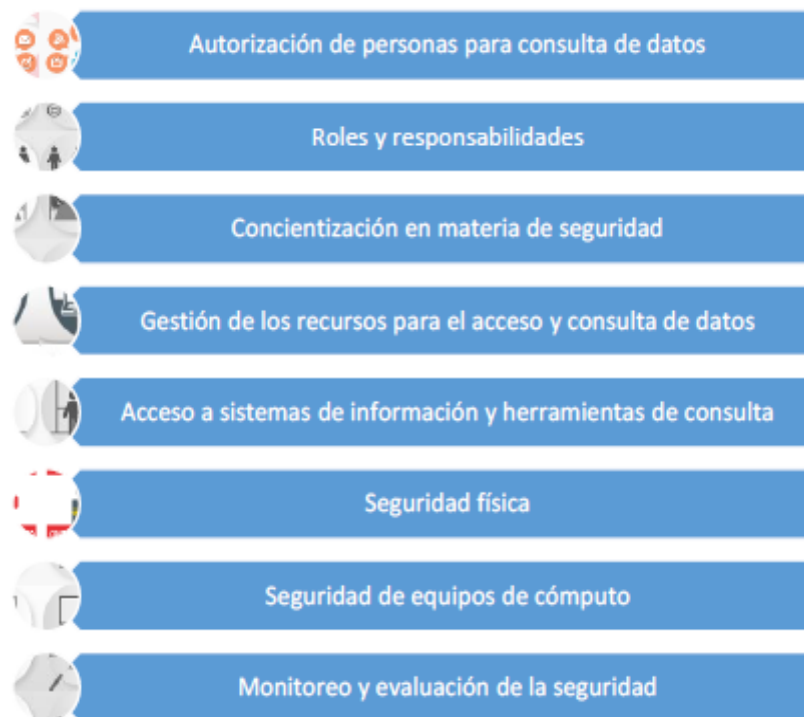 Autorización de personas para consulta de datos
Roles y responsabilidades
Concientización en materia de seguridad
Gestión de los recursos para el acceso y consulta de datos
Acceso a sistemas de información y herramientas de consulta
Seguridad física
Seguridad de equipos de cómputo
Monitoreo y evaluación de la seguridad